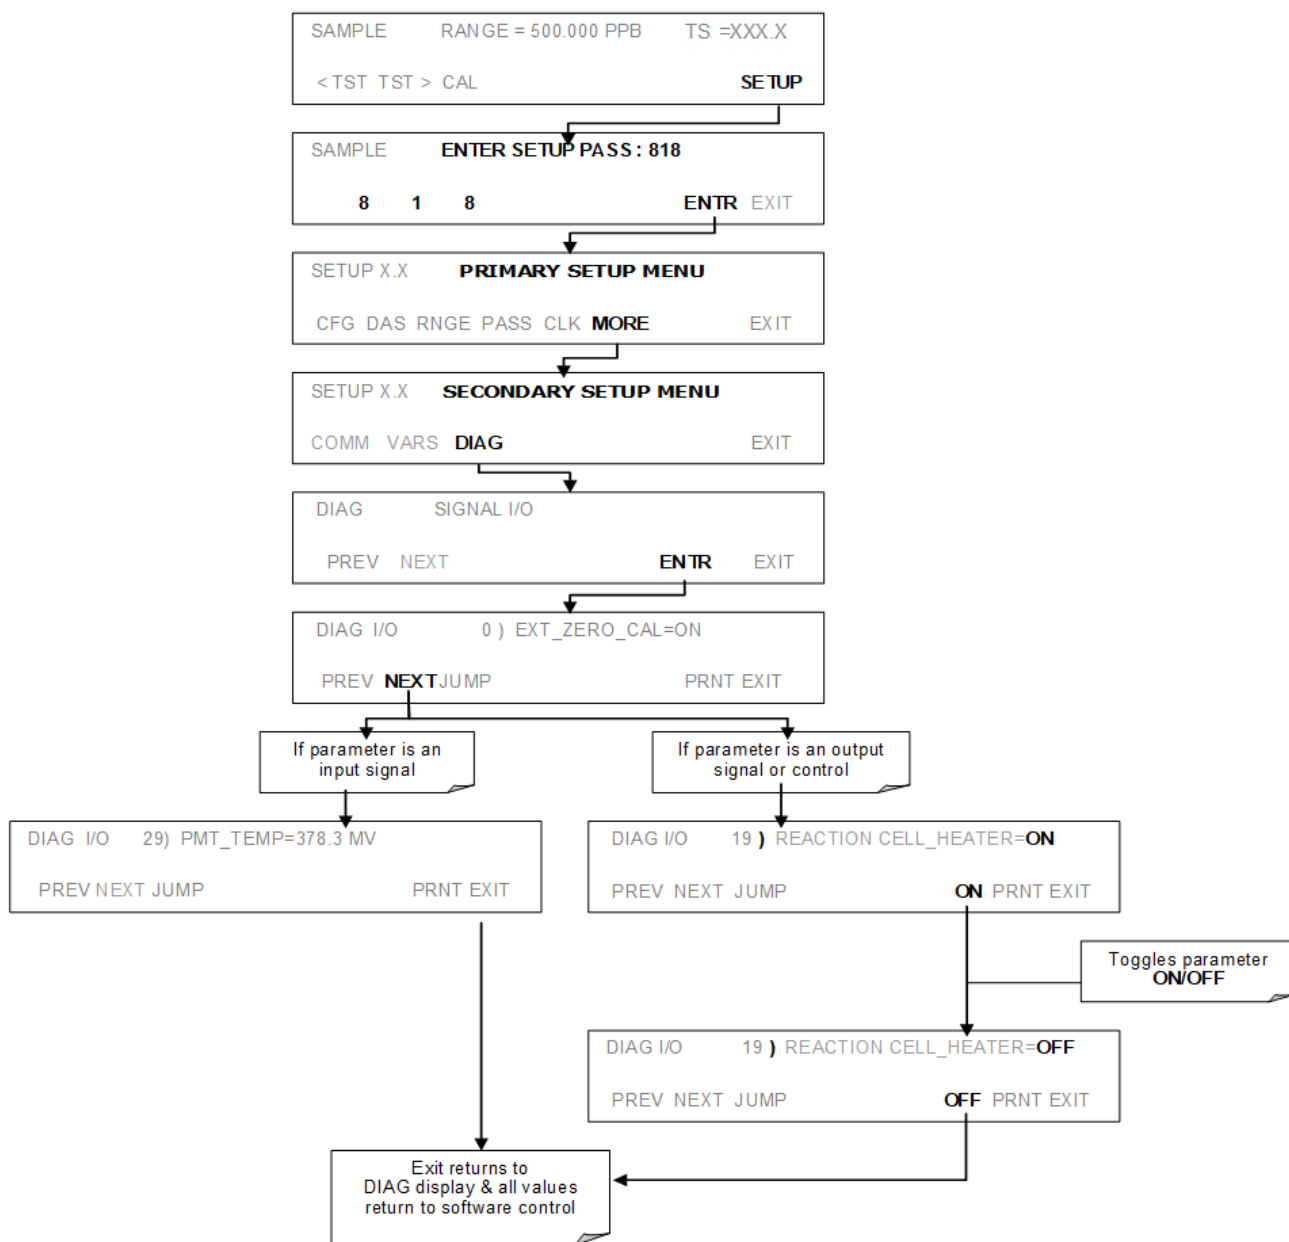 SAMPLE RANGE = 500.000 PPB TS: =XXX.X
< TST TST > CAL SETUP
SAMPLE ENTER SETUP PASS : 818
8 1 8 ENTR EXIT
SETUP X.X PRIMARY SETUP MENU
CFG DAS RNGE PASS CLK MORE EXIT
SETUP X.X SECONDARY SETUP MENU
COMM VARS DIAG EXIT
DIAG SIGNAL I/O
PREV NEXT ENTR EXIT
DIAG I/O 0 ) EXT_ZERO_CAL=ON
PREV NEXT JUMP PRNT EXIT
If parameter is an
input signal
If parameter is an output
signal or control
DIAG I/O 29) PMT_TEMP=378.3 MV
PREV NEXT JUMP PRNT EXIT
DIAG I/O 19 ) REACTION CELL_HEATER=ON
PREV NEXT JUMP ON PRNT EXIT
Toggles parameter
ON/OFF
DIAG I/O 19 ) REACTION CELL_HEATER=OFF
PREV NEXT JUMP OFF PRNT EXIT
Exit returns to
DIAG display & all values
return to software control